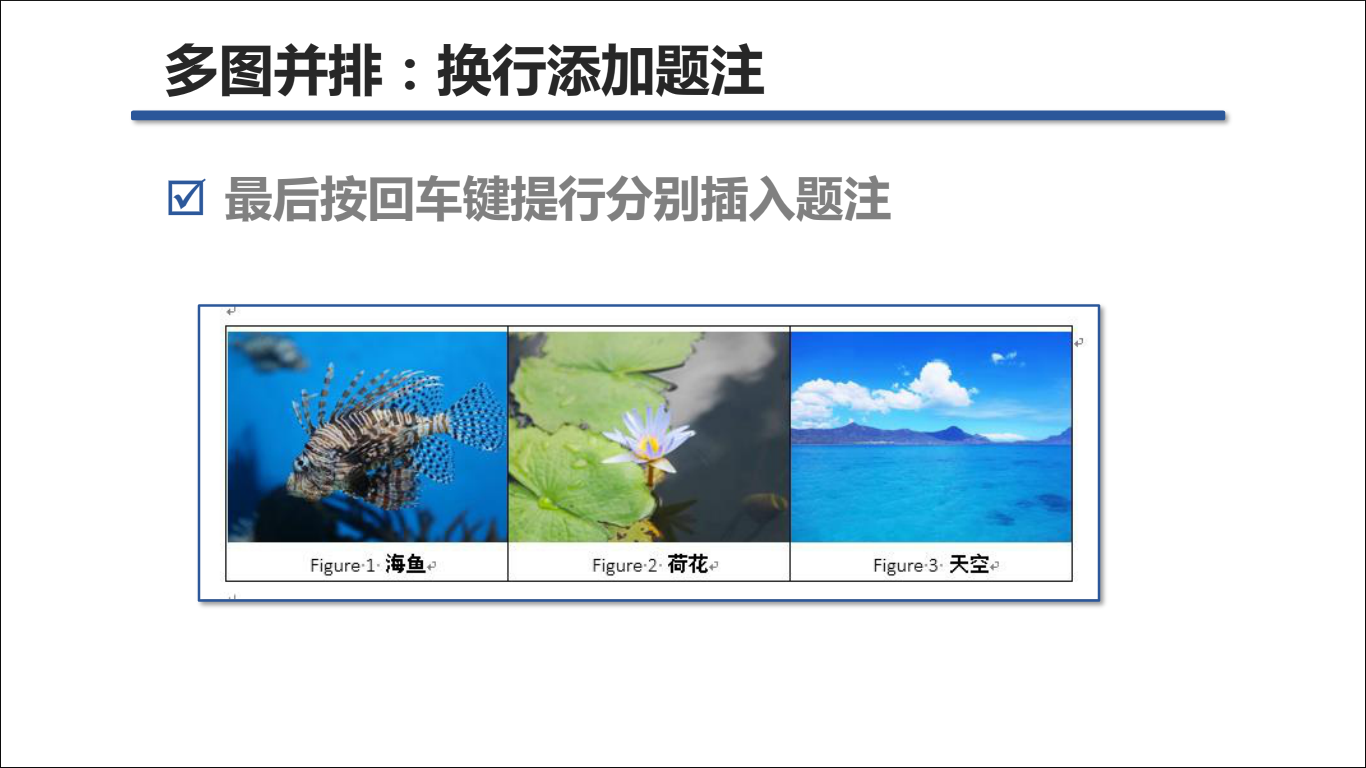 多图并排：换行添加题注
最后按回车键提行分别插入题注
Figure·1· 海鱼
Figure·2· 荷花
Figure·3· 天空